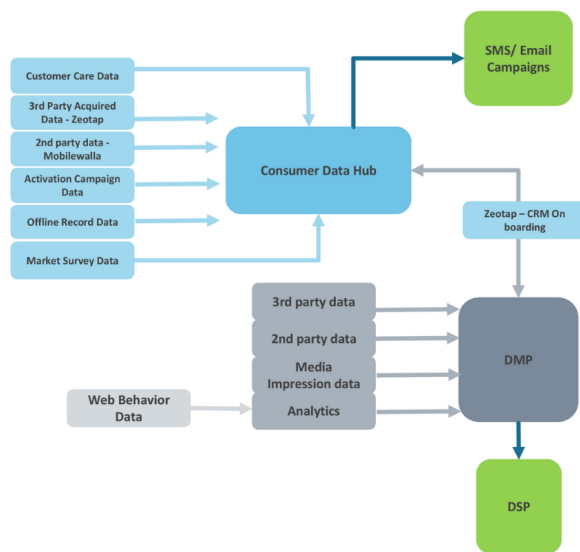 SMS/ Email
Campaigns
Customer Care Data
3rd Party Acquired
Data - Zeotap
2nd party data -
Mobilewalla
Activation Campaign
Data
Offline Record Data
Market Survey Data
Consumer Data Hub
Zeotap – CRM On
boarding
3rd party data
2nd party data
Media
Impression data
Analytics
Web Behavior
Data
DMP
DSP